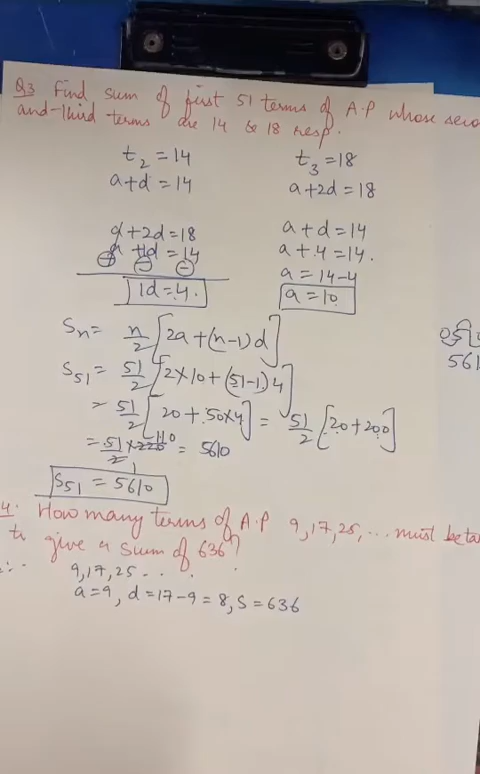 Q3 Find sum of first 51 terms of A.P whose seco
and third terms are 14 & 18 resp.
t₂ = 14
t₃ = 18
a+d = 14
a+2d = 18
a+2d = 18
a + 1d = 14
1d = 4.
a + d = 14
a + 4 = 14.
a = 14-4
a = 10
Sn = n/2 [2a + (n-1)d]
S₅₁ = 51/2 [2×10 + (51-1)4]
= 51/2 [20 + 50×4] = 51/2 [20+200]
= 51/2 × 220 110 = 5610
S₅₁ = 5610
561
4. How many terms of A.P 9,17,25,... must be ta
to give a sum of 636?
9,17,25...
a=9, d=17-9=8, S=636